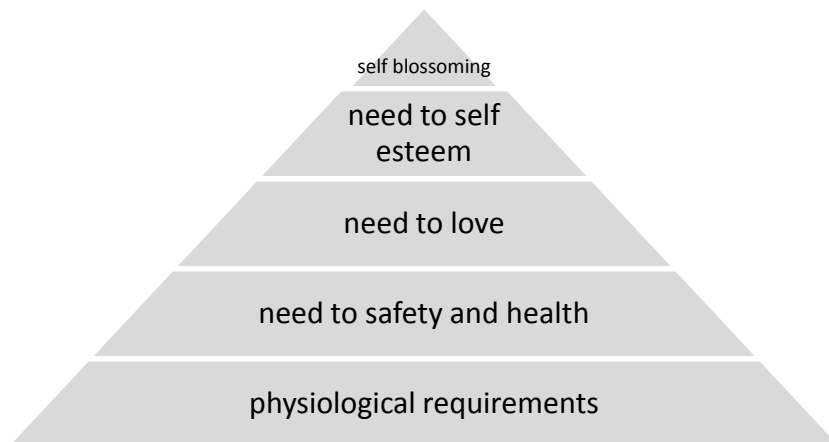 self blossoming
need to self
esteem
need to love
need to safety and health
physiological requirements